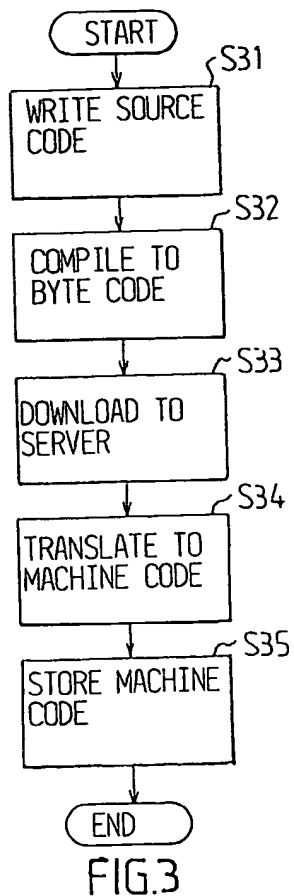 START
S31
WRITE SOURCE
CODE
S32
COMPILE TO
BYTE CODE
S33
DOWNLOAD TO
SERVER
S34
TRANSLATE TO
MACHINE CODE
S35
STORE MACHINE
CODE
END
FIG.3